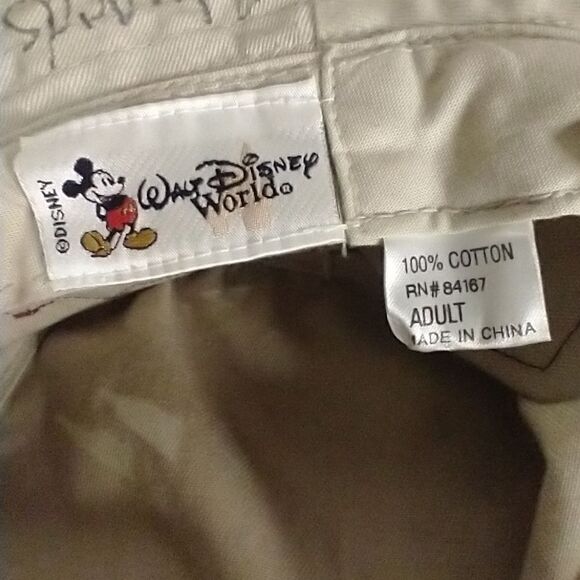 © DISNEY
WALT DISNEY
World®
100% COTTON
RN# 84167
ADULT
MADE IN CHINA